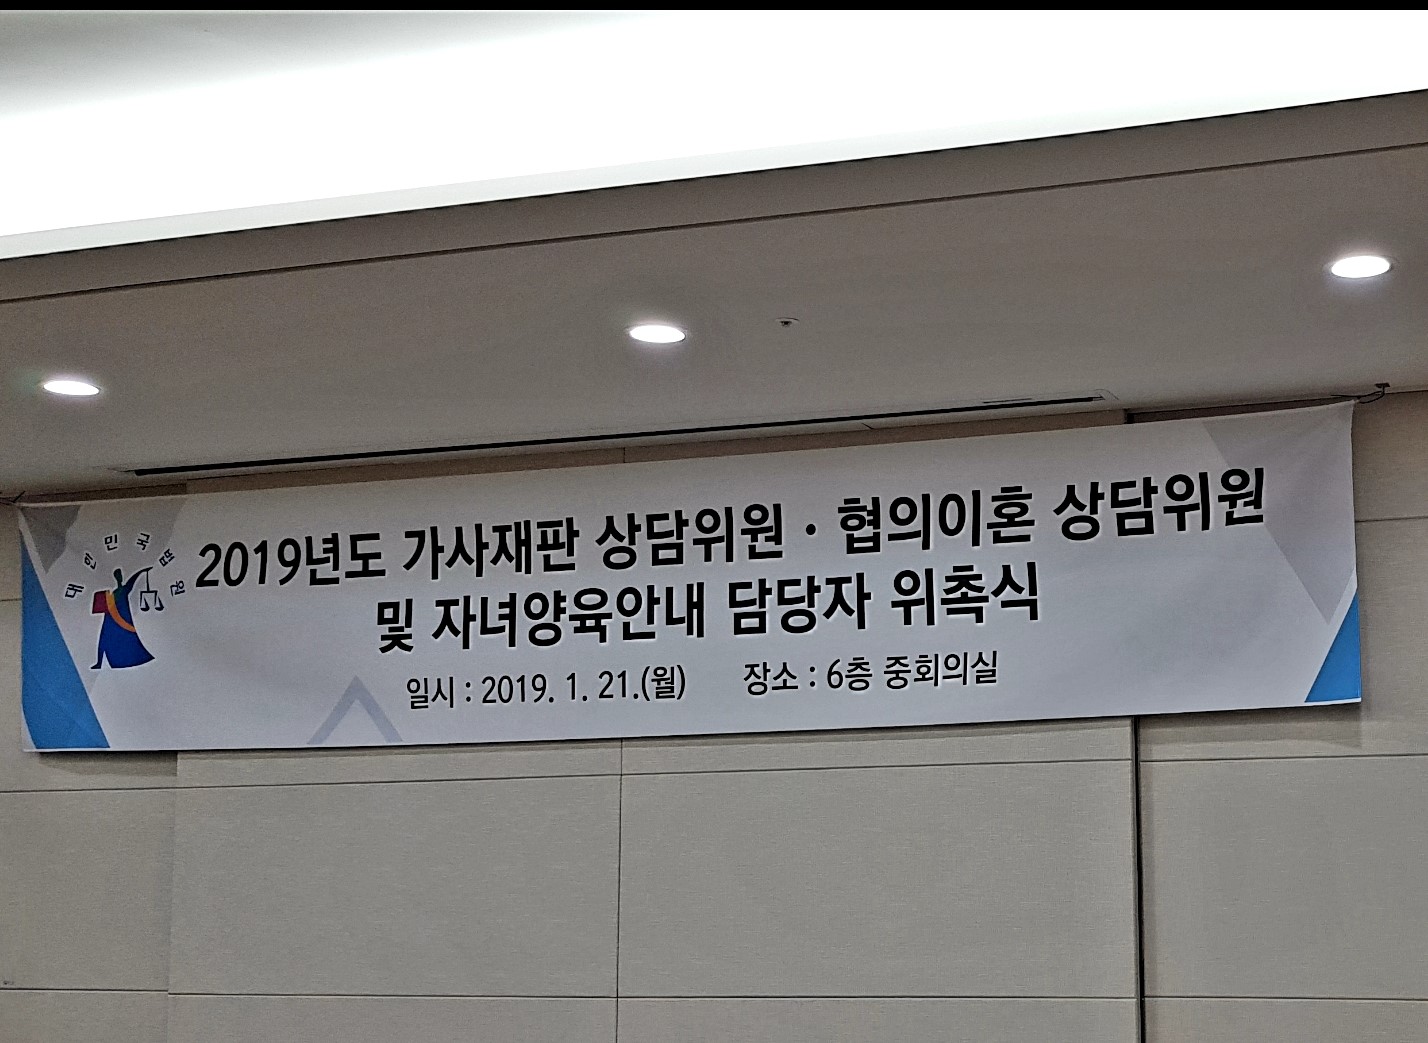 대한민국법원
2019년도 가사재판 상담위원 · 협의이혼 상담위원
및 자녀양육안내 담당자 위촉식
일시 : 2019. 1. 21.(월) 장소 : 6층 중회의실